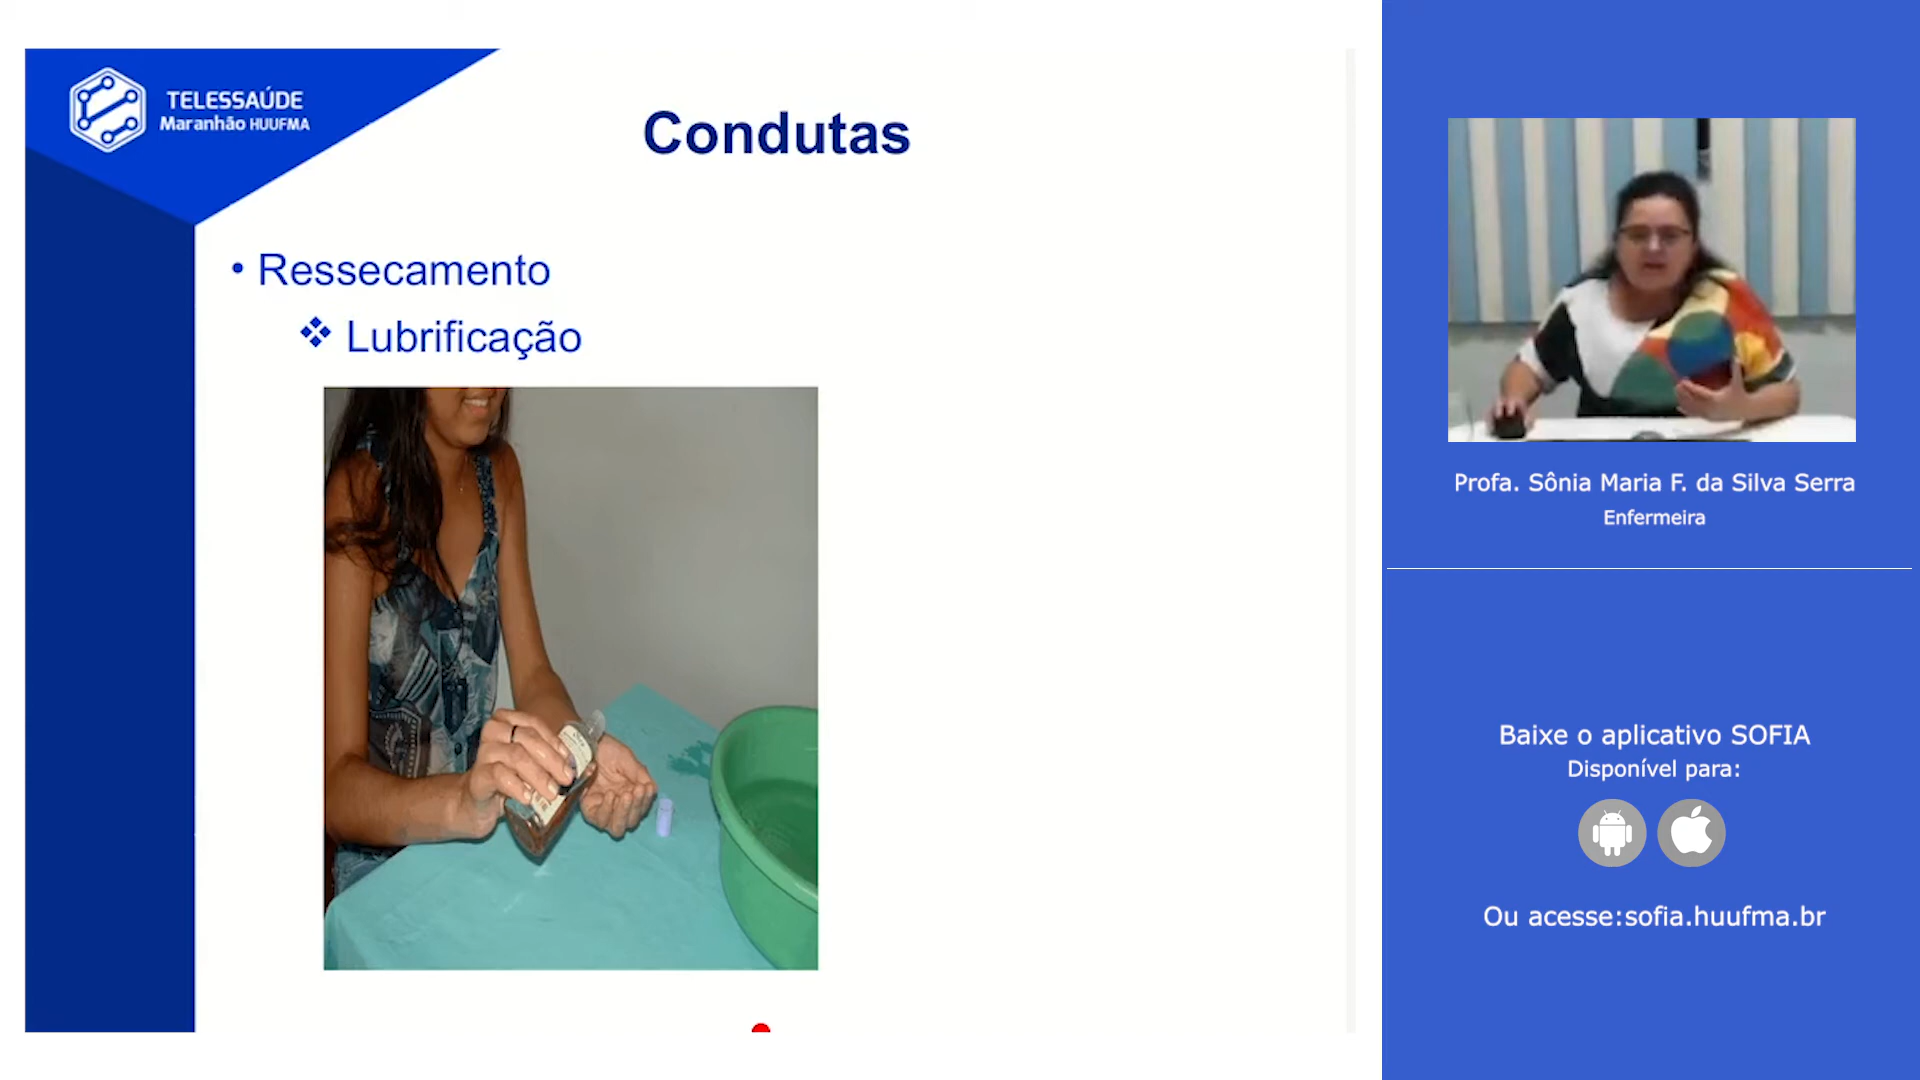 TELESSAÚDE
Maranhão HUUFMA
Condutas
• Ressecamento
❖ Lubrificação
Profa. Sônia Maria F. da Silva Serra
Enfermeira
Baixe o aplicativo SOFIA
Disponível para:
Ou acesse:sofia.huufma.br